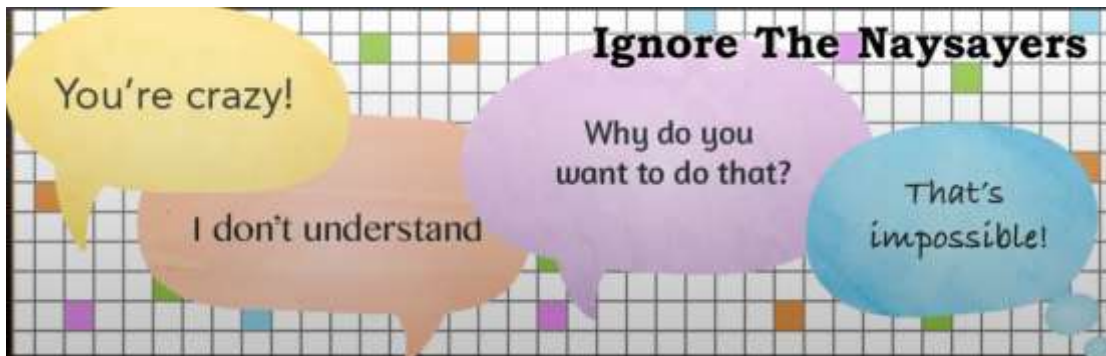 Ignore The Naysayers
You're crazy!
Why do you
want to do that?
I don't understand
That's
impossible!